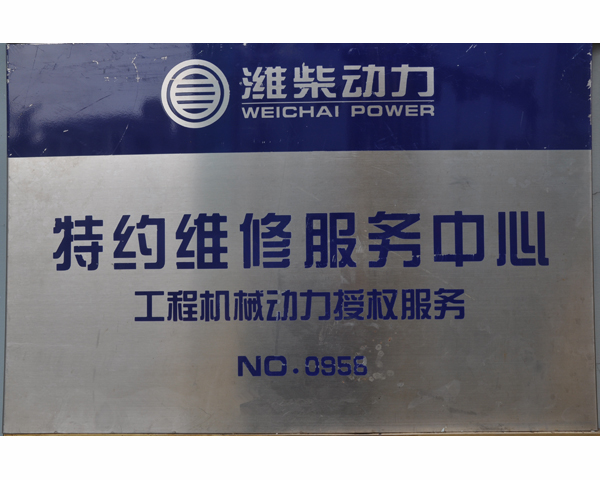 潍柴动力
WEICHAI POWER
特约维修服务中心
工程机械动力授权服务
NO.0956